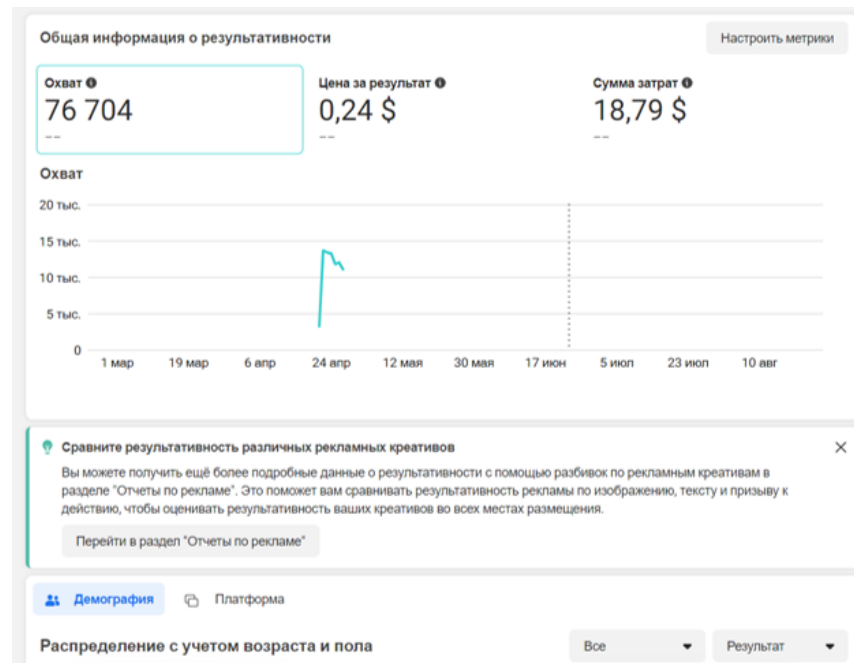 Общая информация о результативности
Настроить метрики
Охват
Цена за результат
Сумма затрат
76 704
0,24 $
18,79 $
--
--
--
Охват
20 тыс.
15 тыс.
10 тыс.
5 тыс.
0
1 мар 19 мар 6 апр 24 апр 12 мая 30 мая 17 июн 5 июл 23 июл 10 авг
Сравните результативность различных рекламных креативов
Вы можете получить ещё более подробные данные о результативности с помощью разбивок по рекламным креативам в
разделе "Отчеты по рекламе". Это поможет вам сравнивать результативность рекламы по изображению, тексту и призыву к
действию, чтобы оценивать результативность ваших креативов во всех местах размещения.
Перейти в раздел "Отчеты по рекламе"
Демография
Платформа
Распределение с учетом возраста и пола
Все
Результат